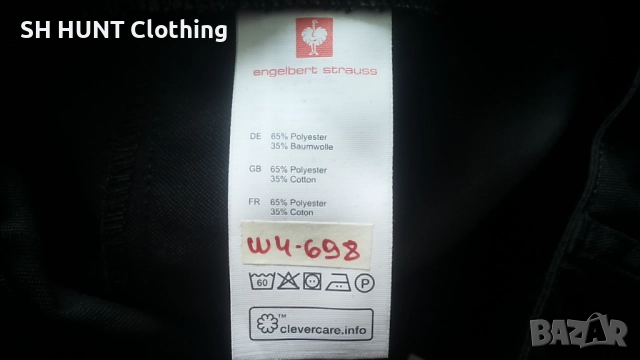 SH HUNT Clothing
engelbert strauss
DE 65% Polyester
35% Baumwolle
GB 65% Polyester
35% Cotton
FR 65% Polyester
35% Coton
W4-698
60 P
™
clevercare.info
BAZAR